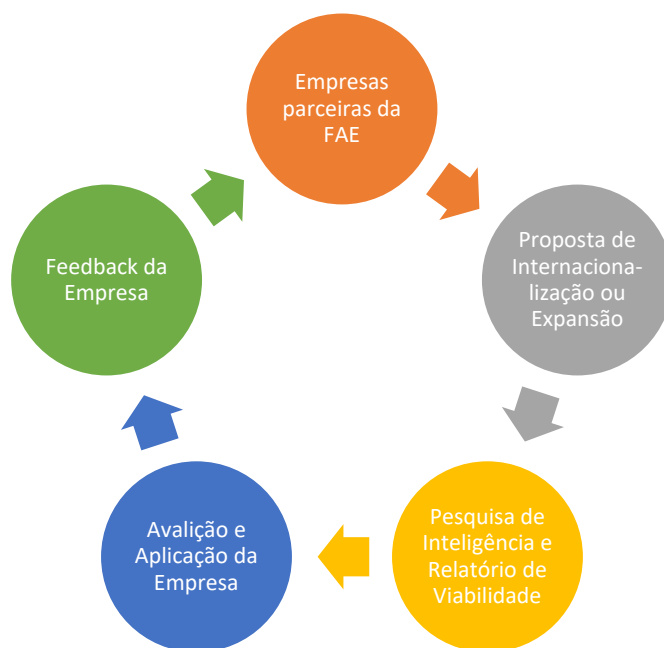 Empresas
parceiras da
FAE
Proposta de
Internaciona-
lização ou
Expansão
Pesquisa de
Inteligência e
Relatório de
Viabilidade
Avalição e
Aplicação da
Empresa
Feedback da
Empresa